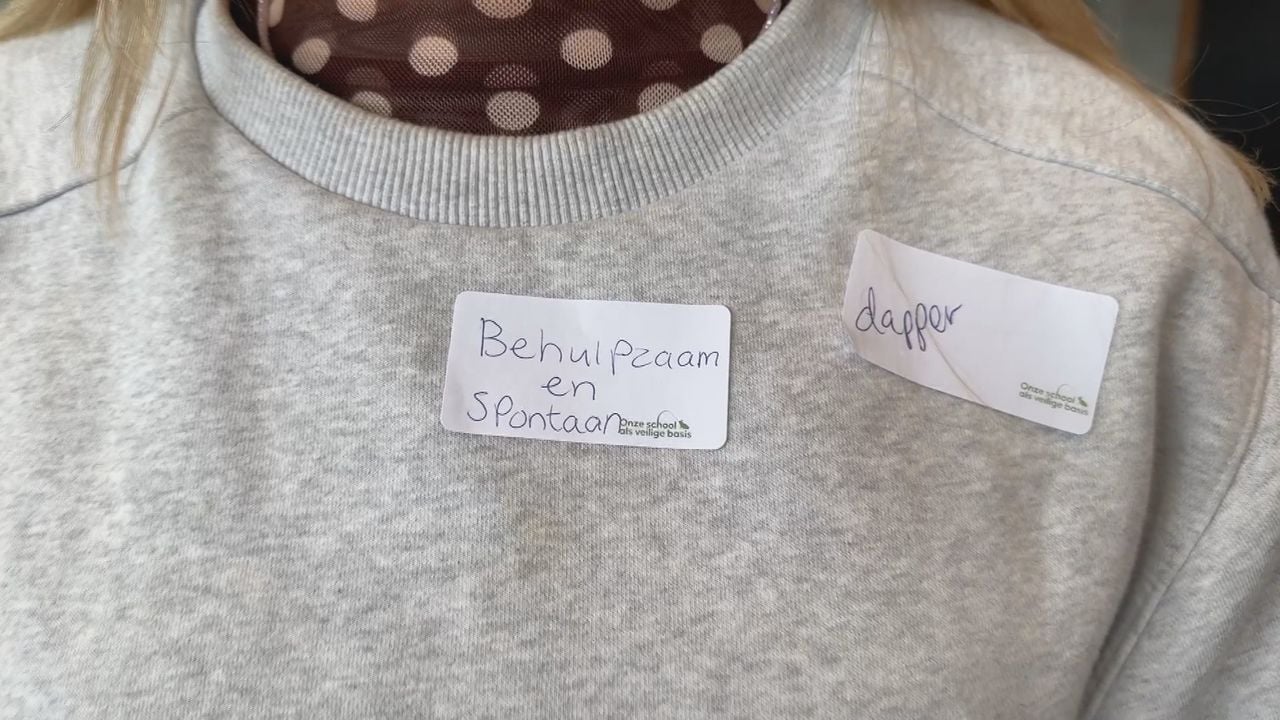 Behulpzaam
en
Spontaan
Onze school
als veilige basis
dapper
Onze school
als veilige basis